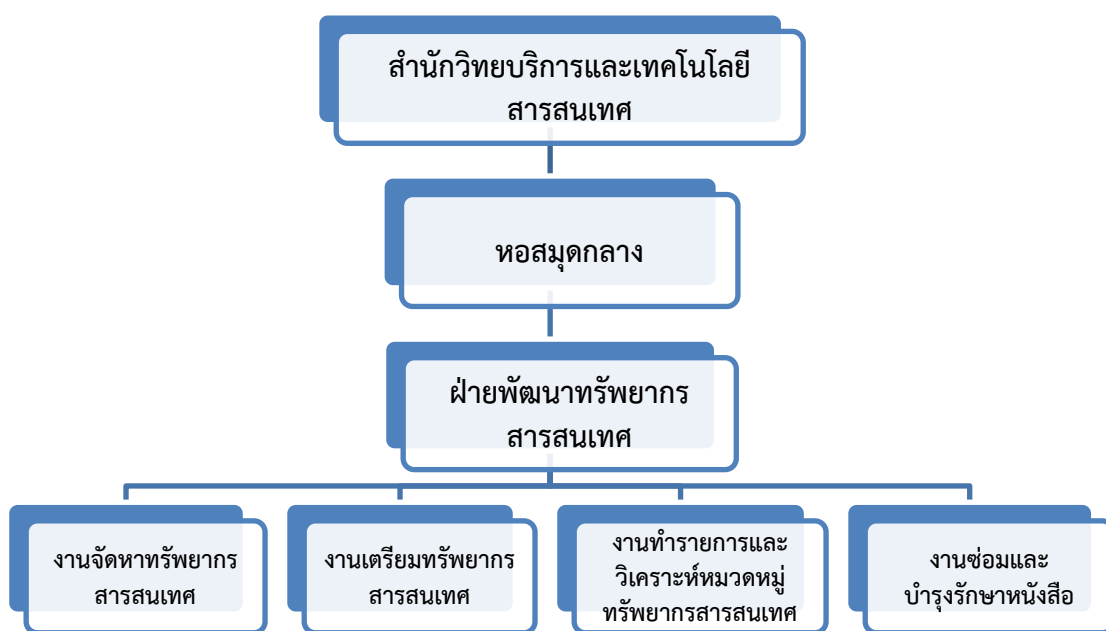 สำนักวิทยบริการและเทคโนโลยี
สารสนเทศ
หอสมุดกลาง
ฝ่ายพัฒนาทรัพยากร
สารสนเทศ
งานจัดหาทรัพยากร
สารสนเทศ
งานเตรียมทรัพยากร
สารสนเทศ
งานทำรายการและ
วิเคราะห์หมวดหมู่
ทรัพยากรสารสนเทศ
งานซ่อมและ
บำรุงรักษาหนังสือ